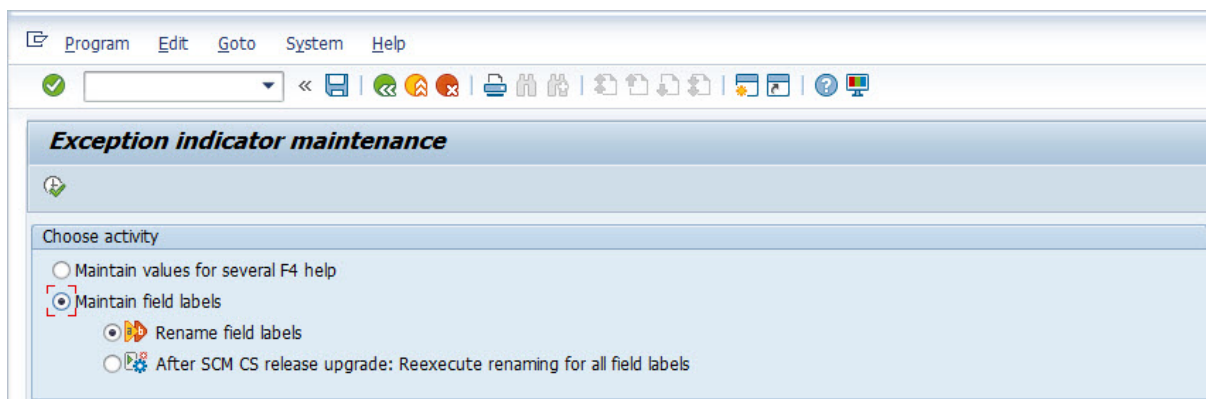 Program Edit Goto System Help
Exception indicator maintenance
Choose activity
Maintain values for several F4 help
Maintain field labels
Rename field labels
After SCM CS release upgrade: Reexecute renaming for all field labels